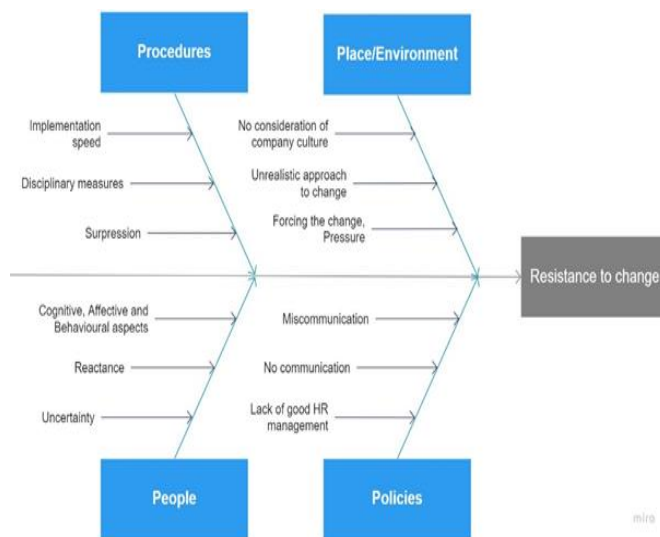 Procedures
Place/Environment
Implementation
speed
Disciplinary measures
Surpression
No consideration of
company culture
Unrealistic approach
to change
Forcing the change,
Pressure
Resistance to change
Cognitive, Affective and
Behavioural aspects
Reactance
Uncertainty
Miscommunication
No communication
Lack of good HR
management
People
Policies
miro